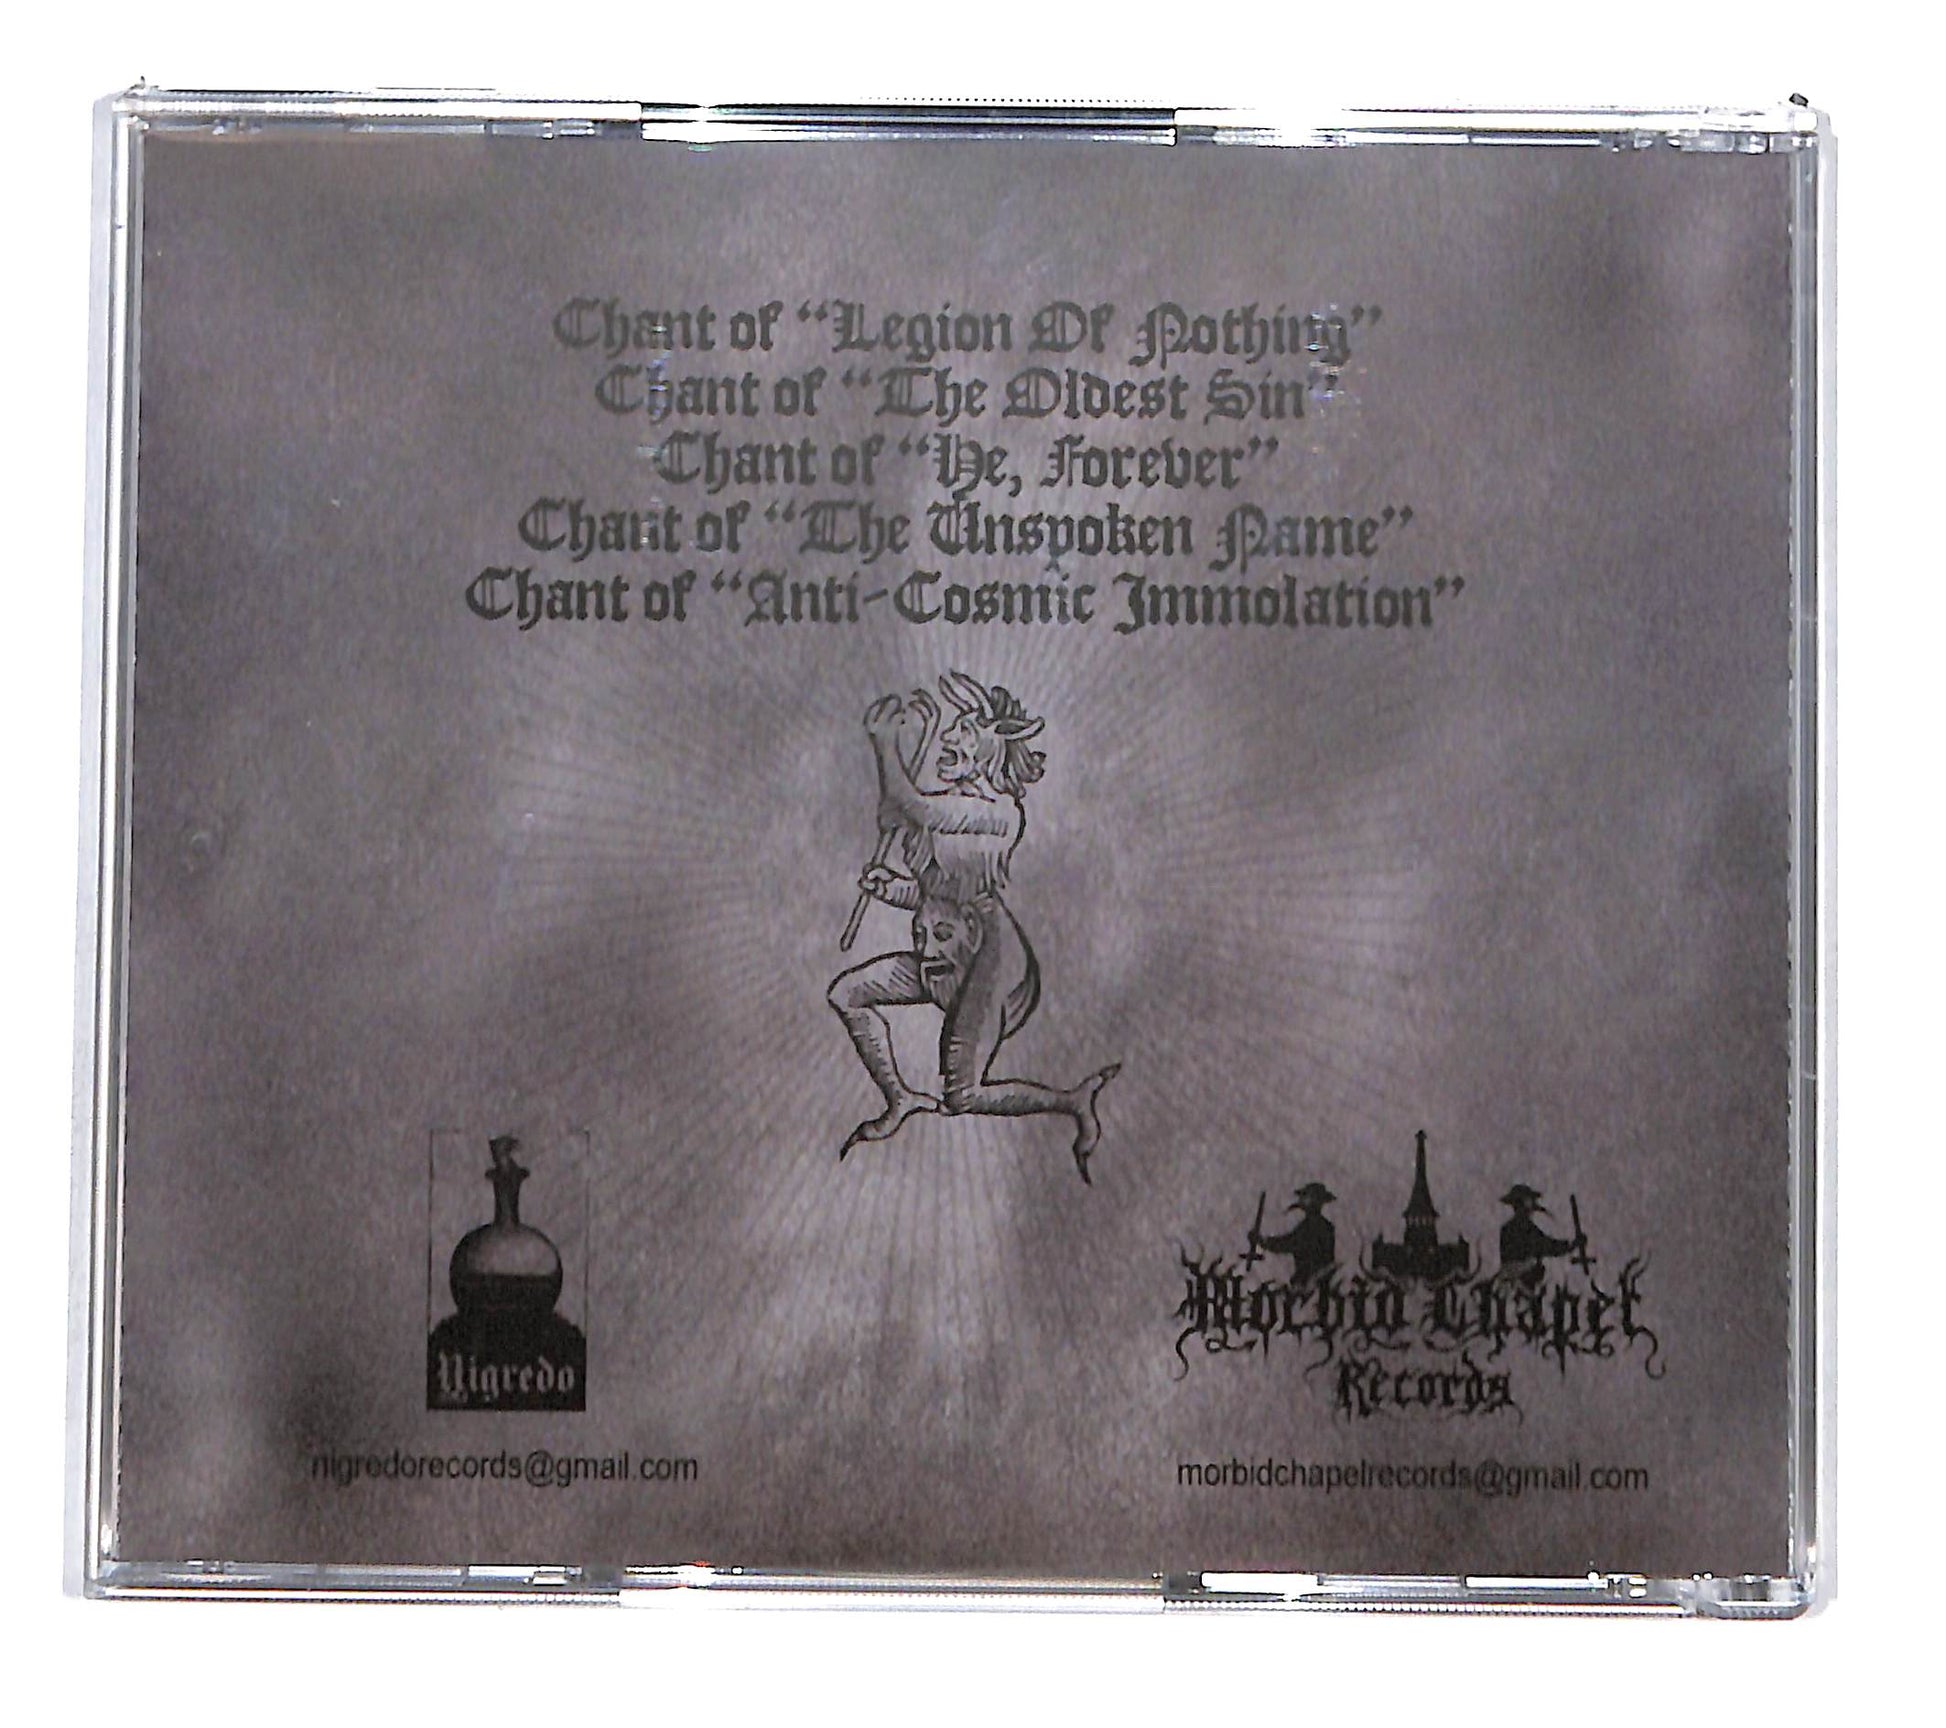 Chant of “Legion Of Nothing”
Chant of “The Oldest Sin”
Chant of “He, Forever”
Chant of “The Unspoken Name”
Chant of “Anti-Cosmic Immolation”
Nigredo
nigredorecords@gmail.com
Morbid Chapel
Records
morbidchapelrecords@gmail.com